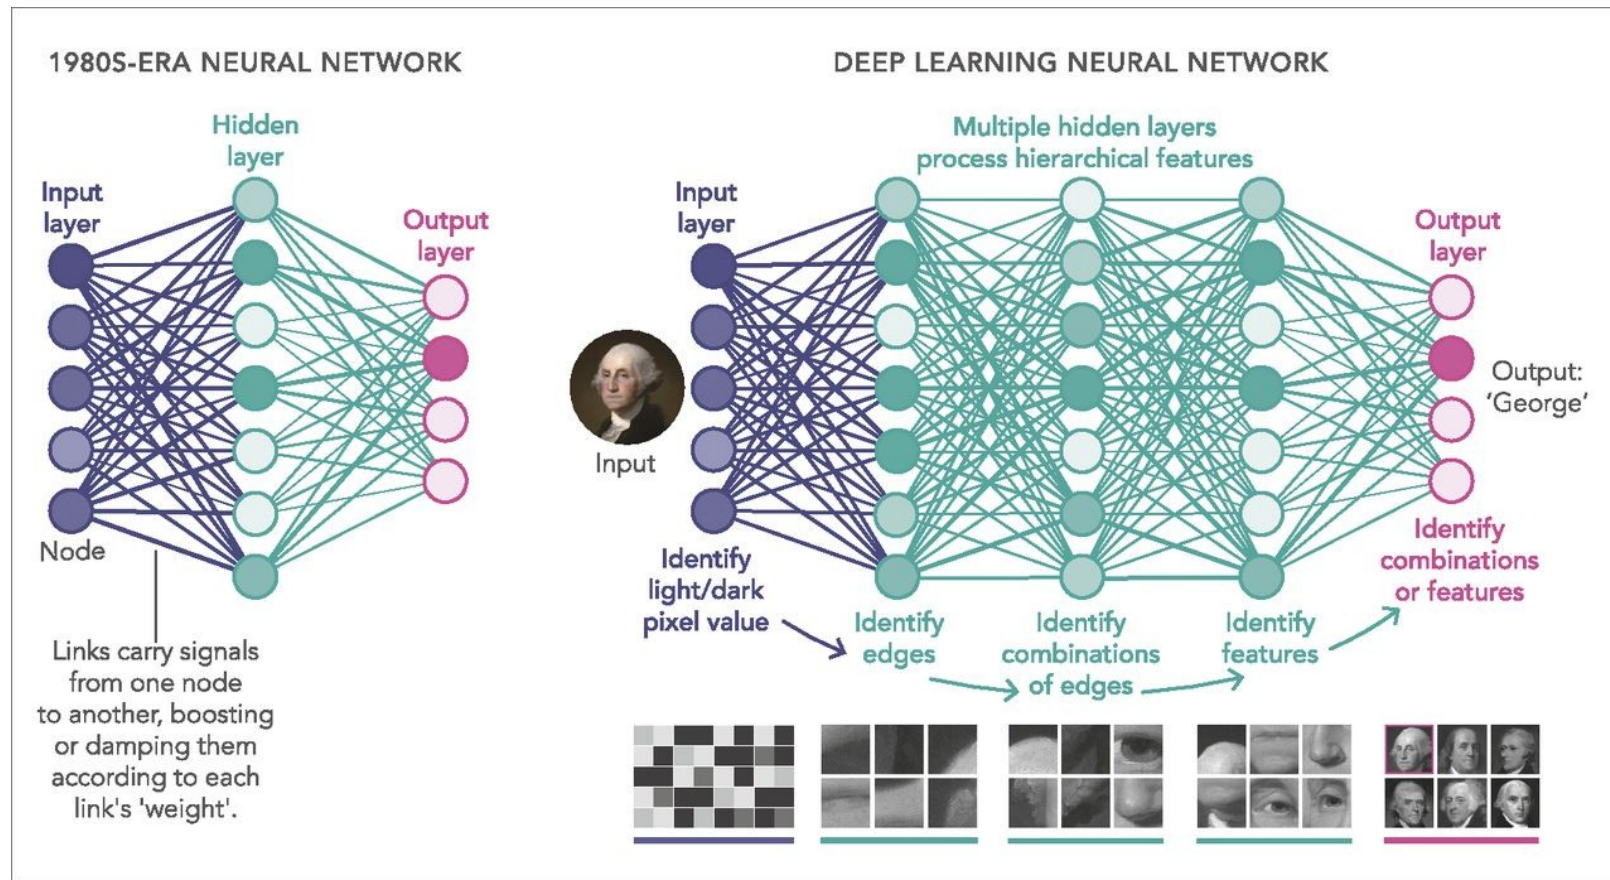 1980S-ERA NEURAL NETWORK
Hidden
layer
Input
layer
Output
layer
Node
Links carry signals
from one node
to another, boosting
or damping them
according to each
link's 'weight'.
DEEP LEARNING NEURAL NETWORK
Multiple hidden layers
process hierarchical features
Input
layer
Output
layer
Input
Output:
‘George’
Identify
light/dark
pixel value
Identify
edges
Identify
combinations
of edges
Identify
features
Identify
combinations
or features